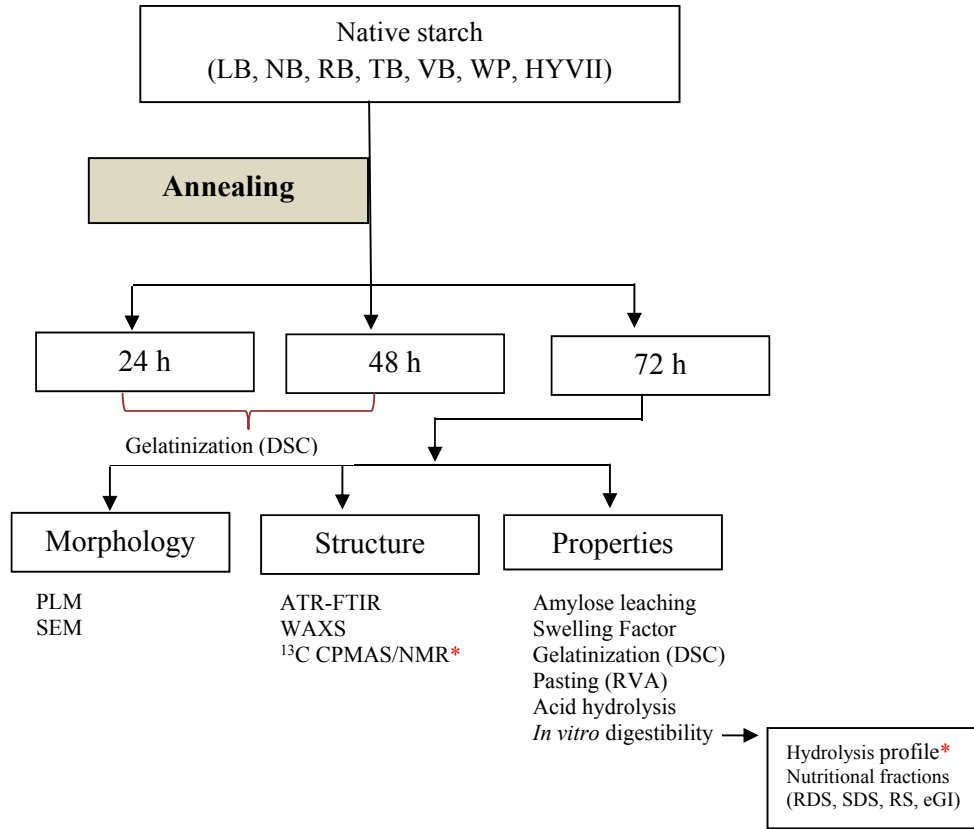 Native starch
(LB, NB, RB, TB, VB, WP, HYVII)
Annealing
24 h
48 h
72 h
Gelatinization (DSC)
Morphology
Structure
Properties
PLM
SEM
ATR-FTIR
WAXS
¹³C CPMAS/NMR*
Amylose leaching
Swelling Factor
Gelatinization (DSC)
Pasting (RVA)
Acid hydrolysis
In vitro digestibility
Hydrolysis profile*
Nutritional fractions
(RDS, SDS, RS, eGI)